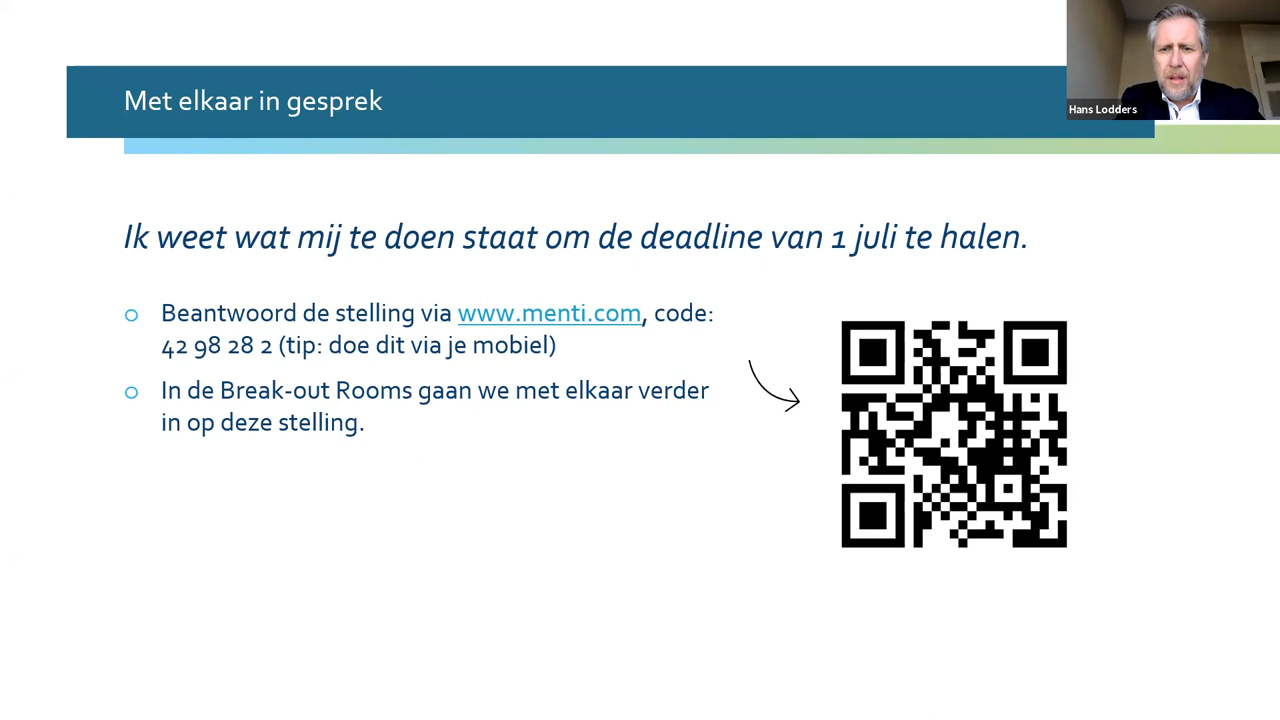 Met elkaar in gesprek
Hans Lodders
Ik weet wat mij te doen staat om de deadline van 1 juli te halen.
Beantwoord de stelling via www.menti.com, code:
42 98 28 2 (tip: doe dit via je mobiel)
In de Break-out Rooms gaan we met elkaar verder
in op deze stelling.